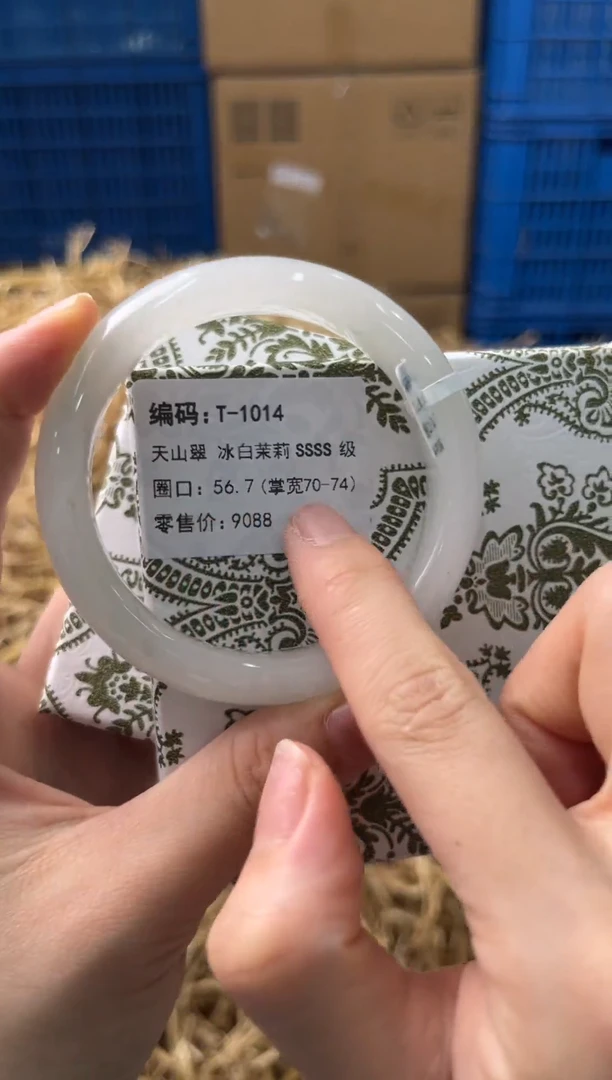 编码: T-1014
天山翠 冰白茉莉 SSSS 级
圈口: 56.7 (掌宽70-74)
零售价: 9088